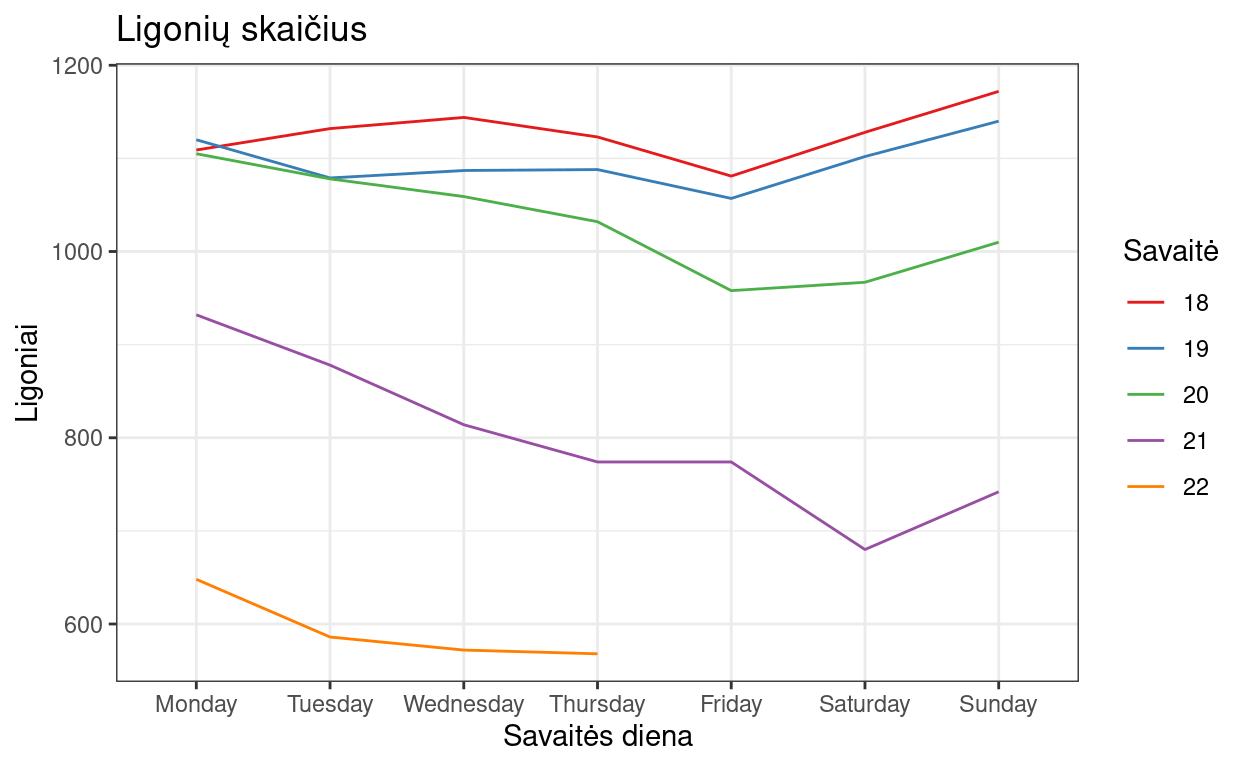 Ligonių skaičius
1200
1000
800
600
Ligoniai
Monday Tuesday Wednesday Thursday Friday Saturday Sunday
Savaitės diena
Savaitė
18
19
20
21
22